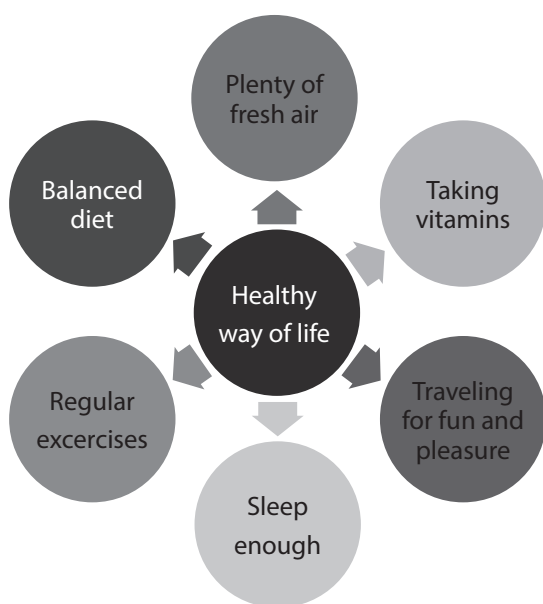 Plenty of
fresh air
Balanced
diet
Taking
vitamins
Healthy
way of life
Regular
excercises
Traveling
for fun and
pleasure
Sleep
enough